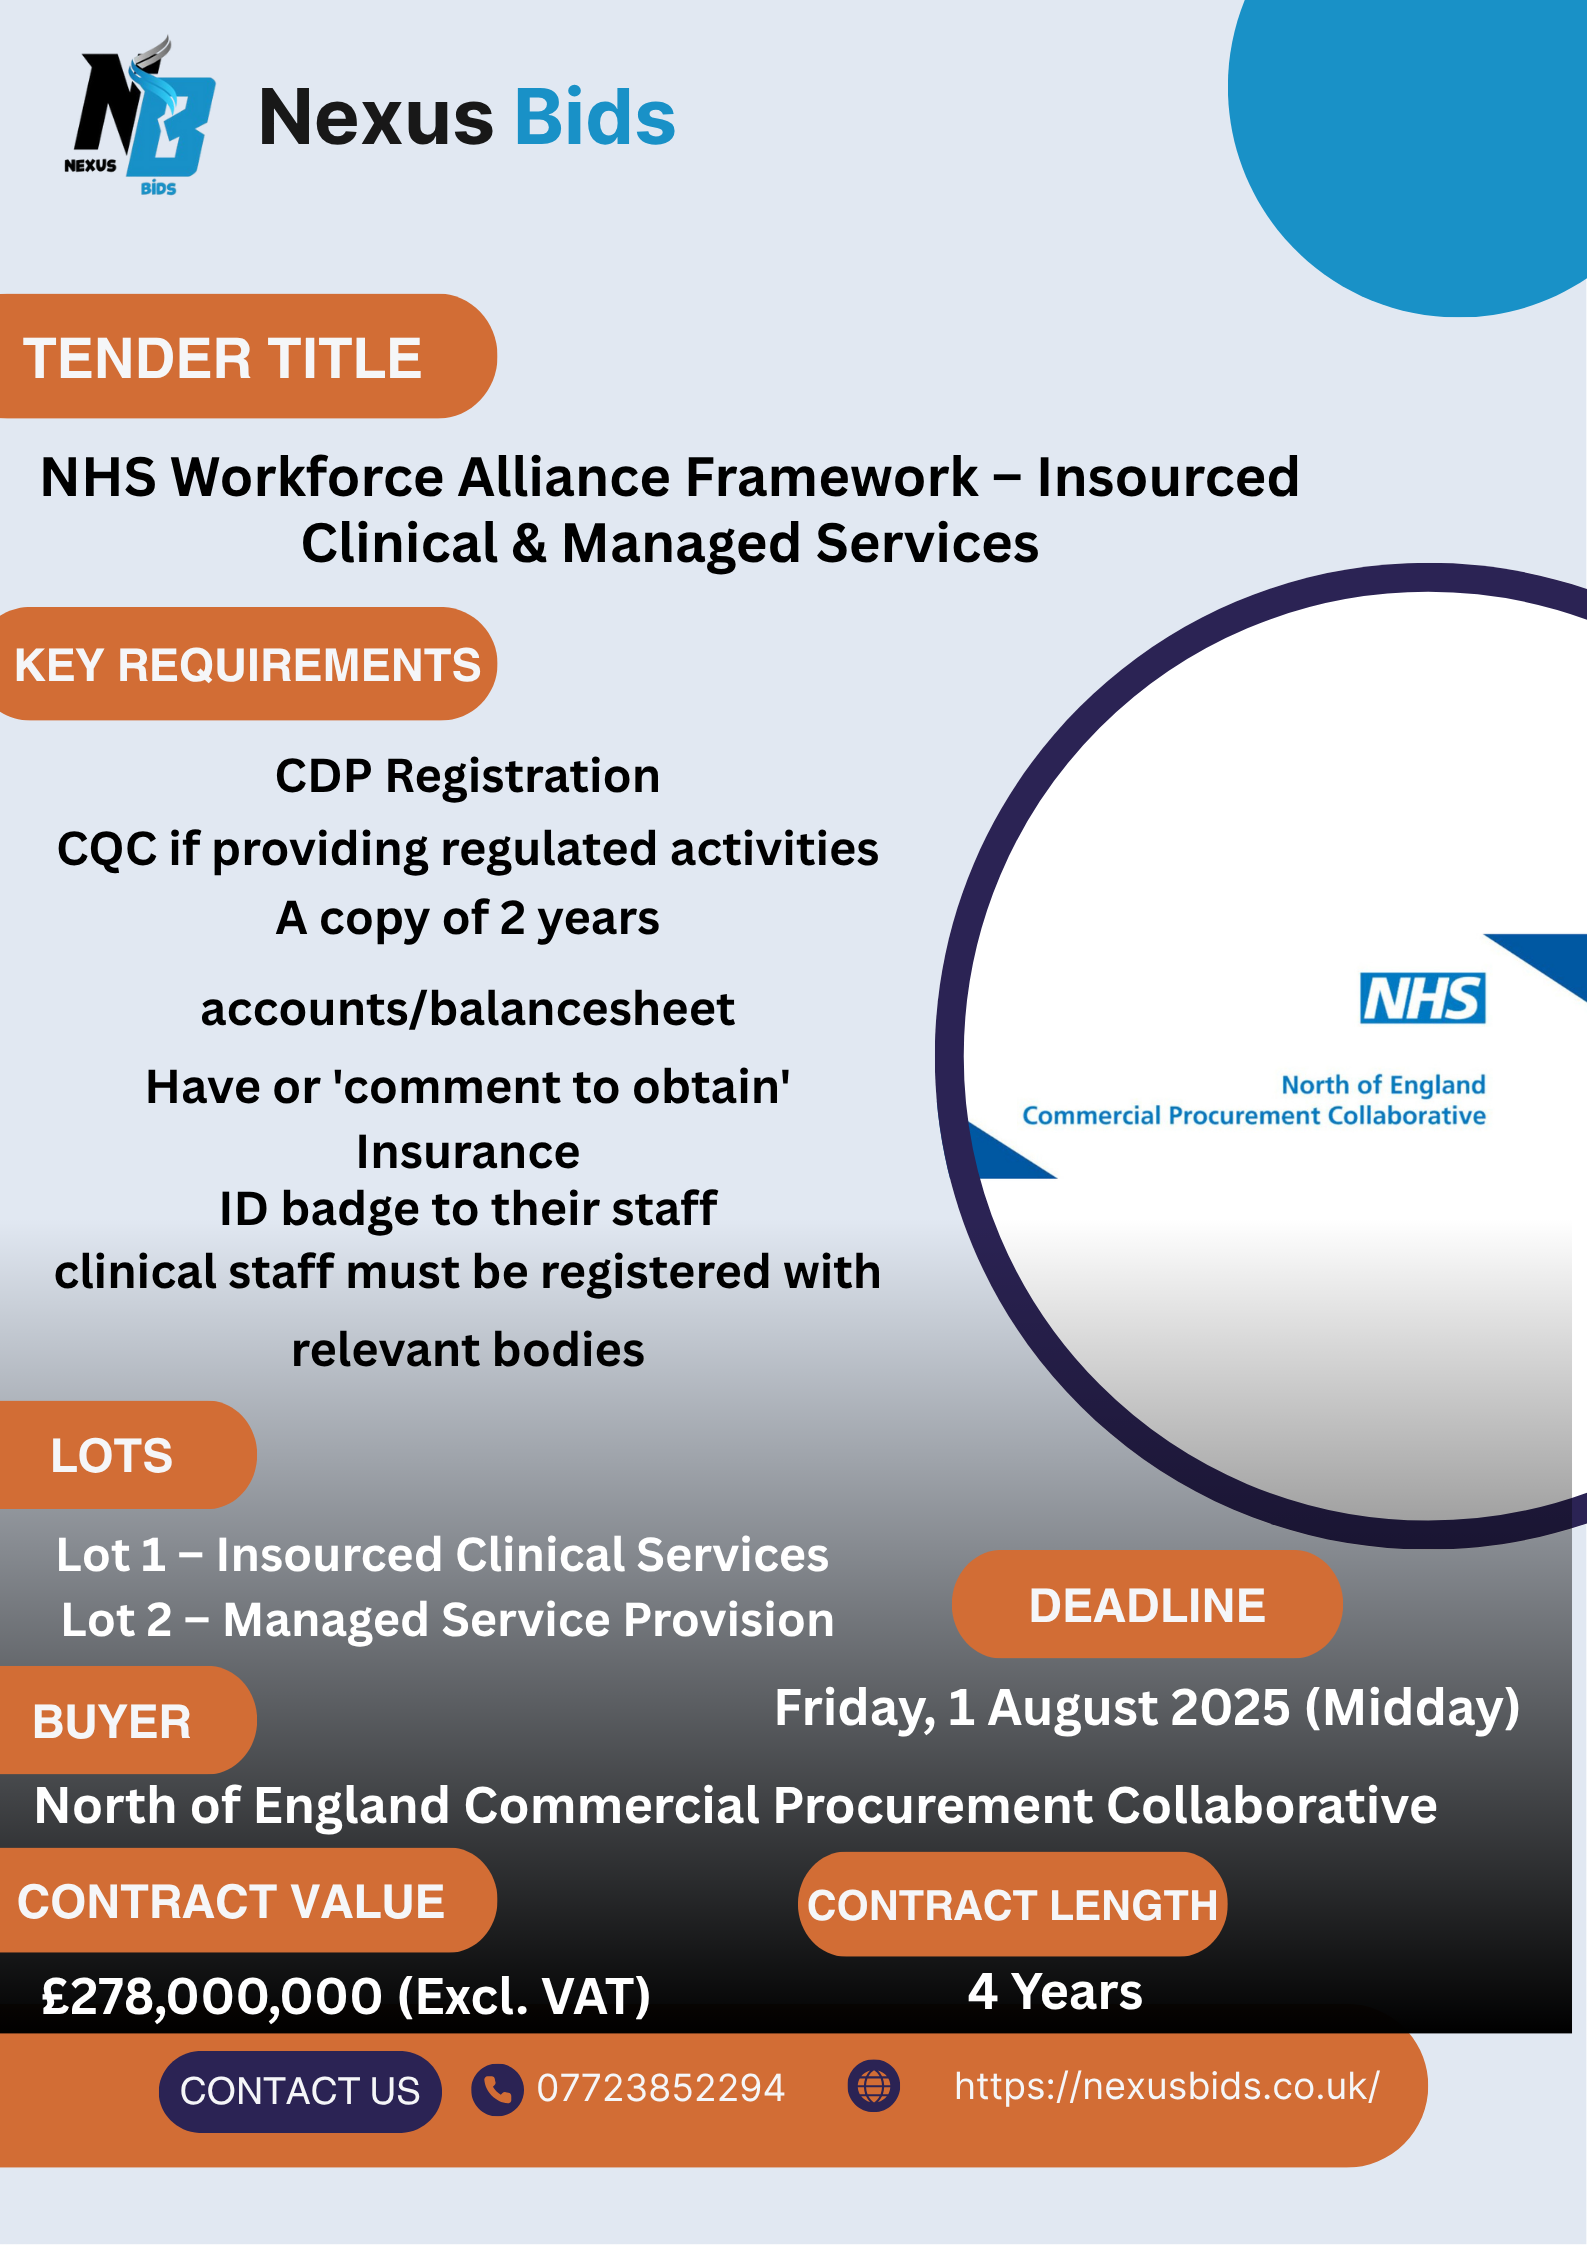 NB
NEXUS
BiDS
Nexus Bids
TENDER TITLE
NHS Workforce Alliance Framework – Insourced
Clinical & Managed Services
KEY REQUIREMENTS
CDP Registration
CQC if providing regulated activities
A copy of 2 years
accounts/balancesheet
Have or 'comment to obtain'
Insurance
ID badge to their staff
clinical staff must be registered with
relevant bodies
NHS
North of England
Commercial Procurement Collaborative
LOTS
Lot 1 – Insourced Clinical Services
Lot 2 – Managed Service Provision
DEADLINE
Friday, 1 August 2025 (Midday)
BUYER
North of England Commercial Procurement Collaborative
CONTRACT VALUE
£278,000,000 (Excl. VAT)
CONTRACT LENGTH
4 Years
CONTACT US
07723852294
https://nexusbids.co.uk/